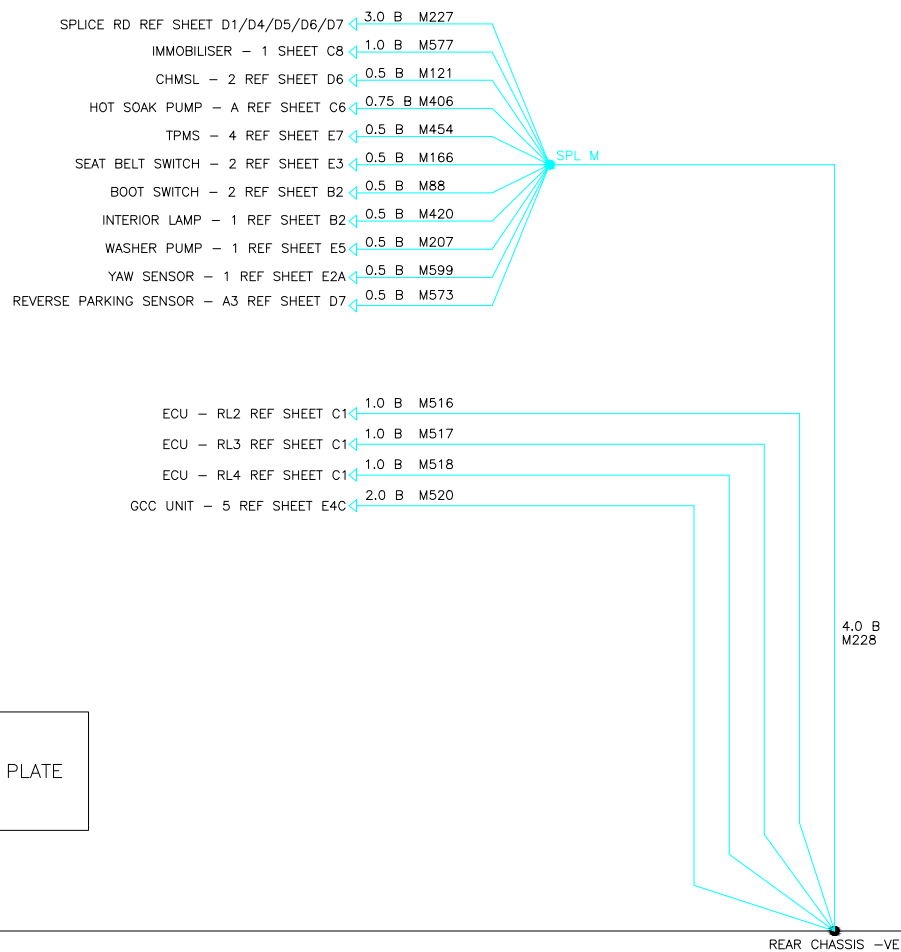 SPLICE RD REF SHEET D1/D4/D5/D6/D7 3.0 B M227
IMMOBILISER – 1 SHEET C8 1.0 B M577
CHMSL – 2 REF SHEET D6 0.5 B M121
HOT SOAK PUMP – A REF SHEET C6 0.75 B M406
TPMS – 4 REF SHEET E7 0.5 B M454
SPL M
SEAT BELT SWITCH – 2 REF SHEET E3 0.5 B M166
BOOT SWITCH – 2 REF SHEET B2 0.5 B M88
INTERIOR LAMP – 1 REF SHEET B2 0.5 B M420
WASHER PUMP – 1 REF SHEET E5 0.5 B M207
YAW SENSOR – 1 REF SHEET E2A 0.5 B M599
REVERSE PARKING SENSOR – A3 REF SHEET D7 0.5 B M573
ECU – RL2 REF SHEET C1 1.0 B M516
ECU – RL3 REF SHEET C1 1.0 B M517
ECU – RL4 REF SHEET C1 1.0 B M518
GCC UNIT – 5 REF SHEET E4C 2.0 B M520
4.0 B
M228
PLATE
REAR CHASSIS –VE